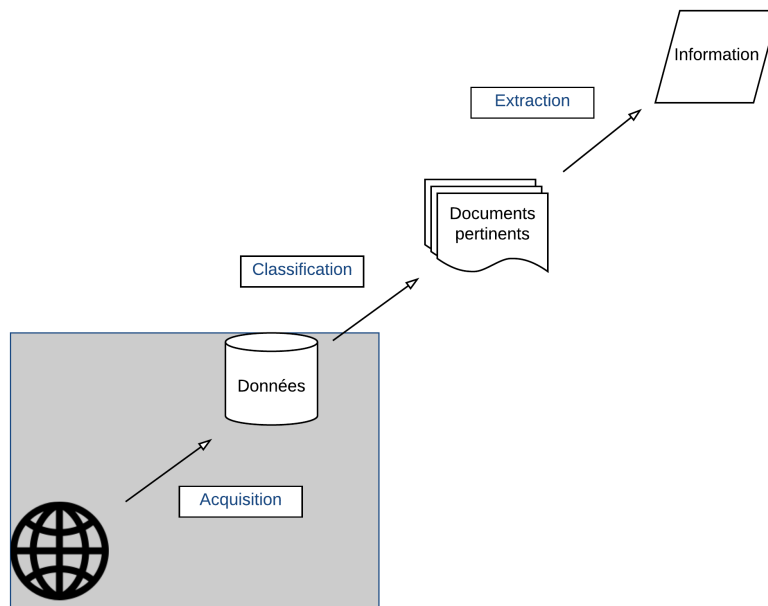 Information
Extraction
Documents
pertinents
Classification
Données
Acquisition